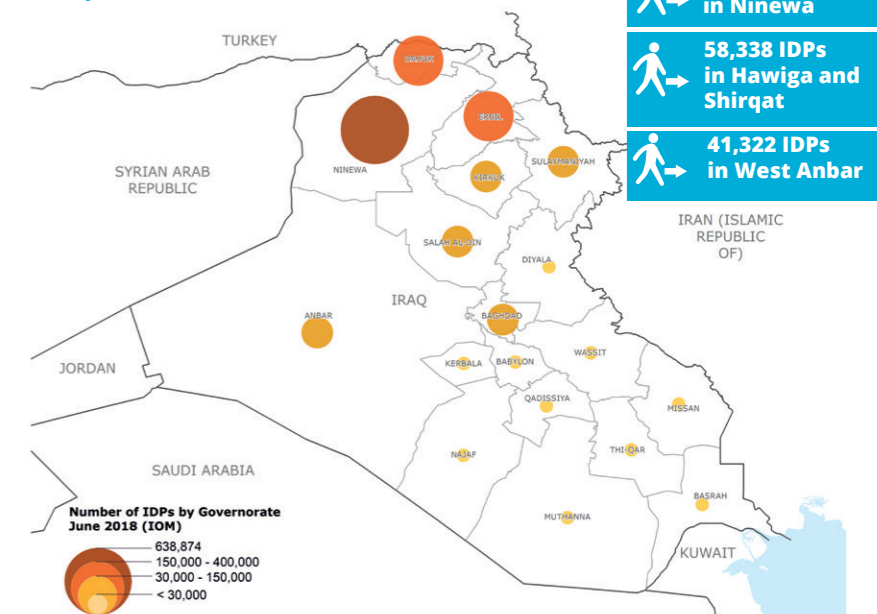 in Ninewa
58,338 IDPs
in Hawiga and
Shirqat
41,322 IDPs
in West Anbar
TURKEY
DAHUK
ERBIL
NINEWA
SULAYMANIYAH
KIRKUK
SYRIAN ARAB
REPUBLIC
IRAN (ISLAMIC
REPUBLIC
OF)
SALAH AL-DIN
DIYALA
IRAQ
ANBAR
BAGHDAD
JORDAN
KERBALA
BABYLON
WASSIT
QADISSIYA
MISSAN
NAJAF
THI-QAR
SAUDI ARABIA
BASRAH
MUTHANNA
KUWAIT
Number of IDPs by Governorate
June 2018 (IOM)
638,874
150,000 - 400,000
30,000 - 150,000
< 30,000